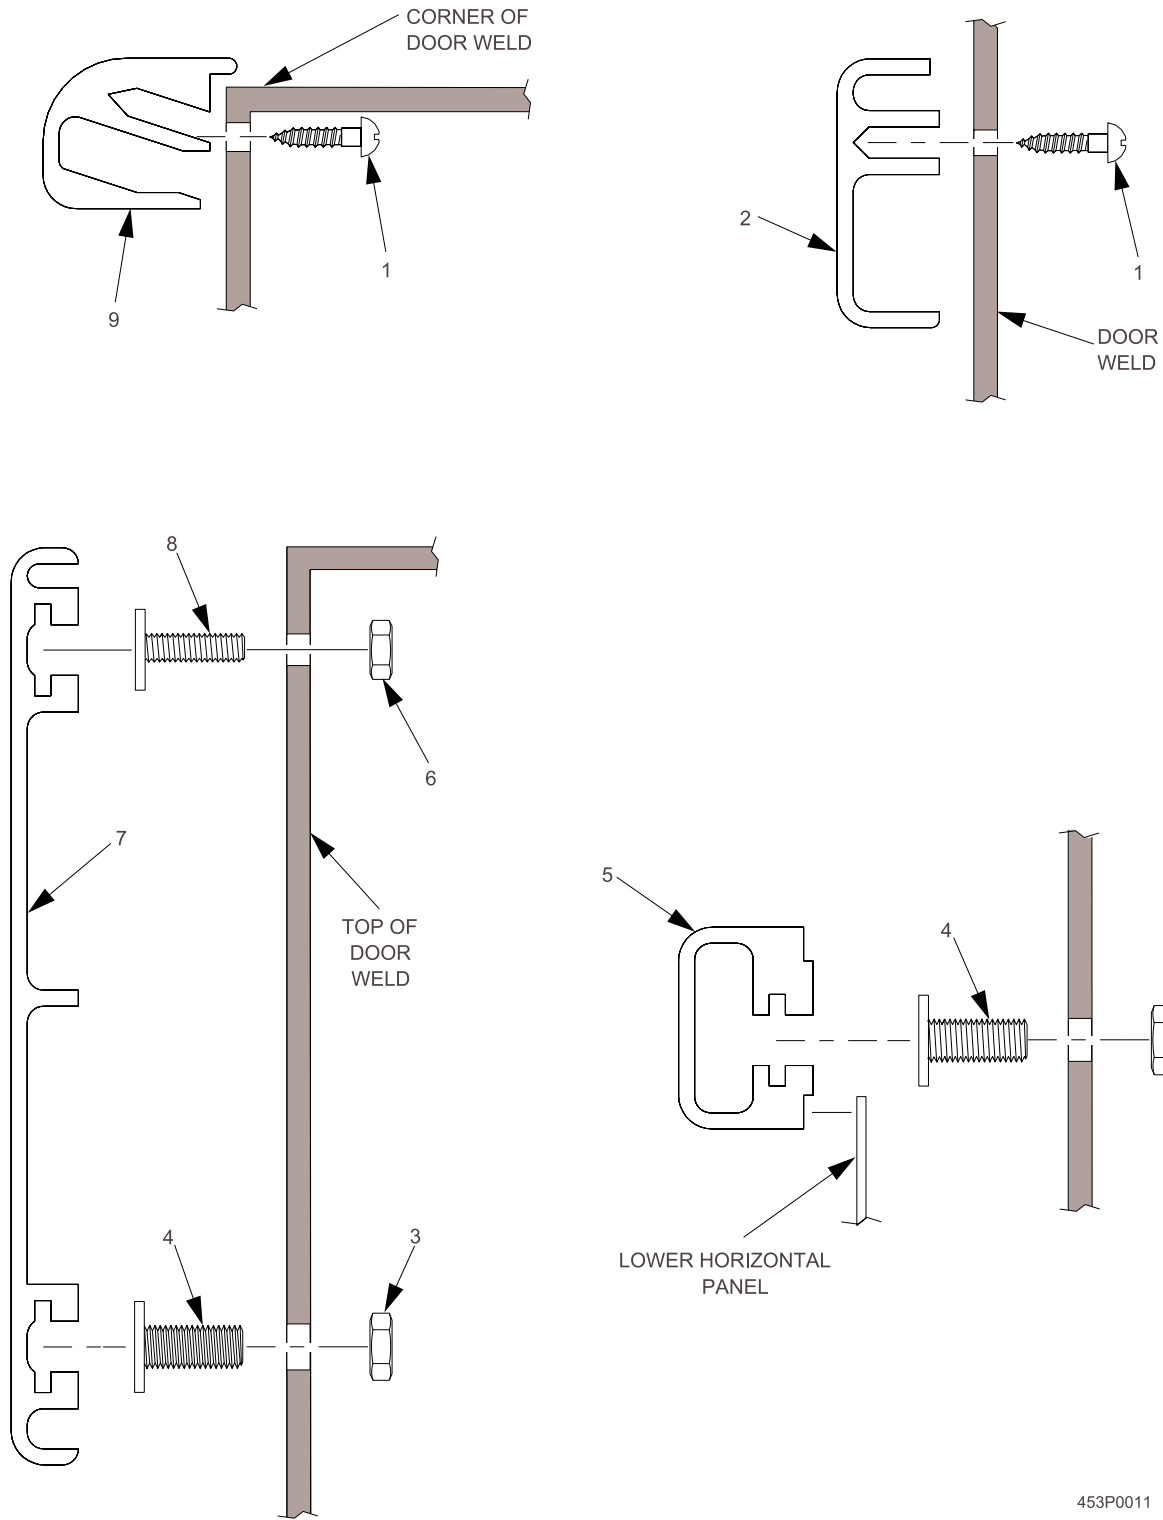 CORNER OF
DOOR WELD
1
9
2
1
DOOR
WELD
8
6
7
TOP OF
DOOR
WELD
5
4
4
3
LOWER HORIZONTAL
PANEL
453P0011